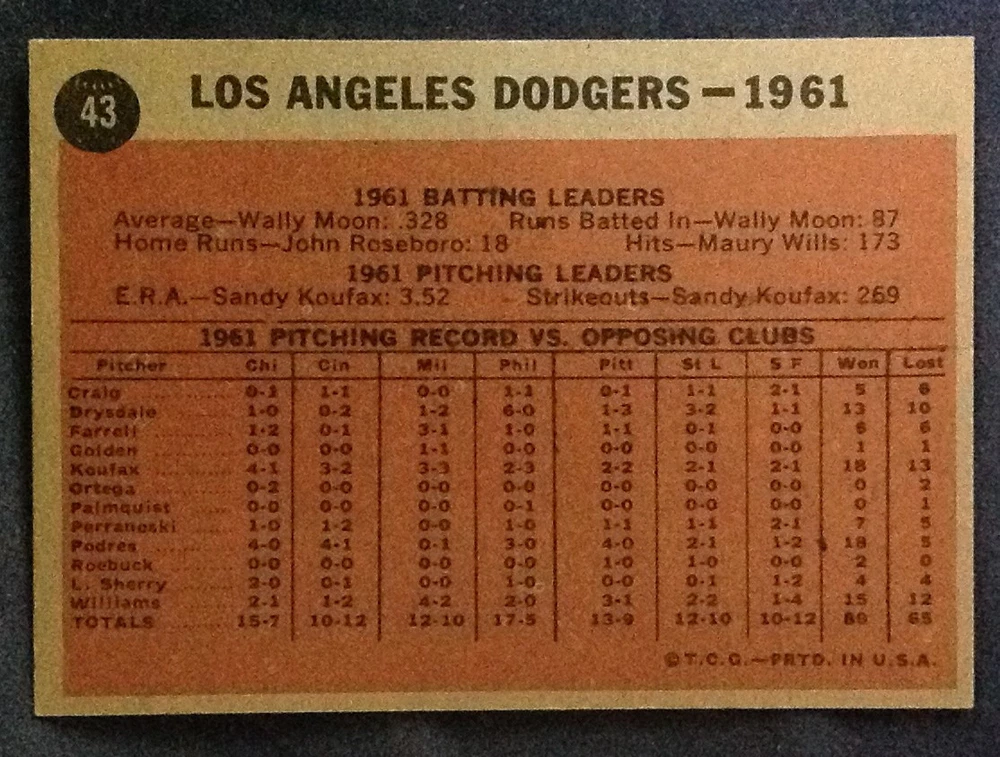 43
LOS ANGELES DODGERS—1961
1961 BATTING LEADERS
Average—Wally Moon: .328 Runs Batted In—Wally Moon: 87
Home Runs—John Roseboro: 18 Hits—Maury Wills: 173
1961 PITCHING LEADERS
E.R.A.—Sandy Koufax: 3.52 Strikeouts—Sandy Koufax: 269
1961 PITCHING RECORD VS. OPPOSING CLUBS
Pitcher Chi Cin Mil Phil Pitt St L S F Won Lost
Craig 0-1 1-1 0-0 1-1 0-1 1-1 2-1 5 6
Drysdale 1-0 0-2 1-2 6-0 1-3 3-2 1-1 13 10
Farrell 1-2 0-1 3-1 1-0 1-1 0-1 0-0 6 6
Golden 0-0 0-0 1-1 0-0 0-0 0-0 0-0 1 1
Koufax 4-1 3-2 3-3 2-3 2-2 2-1 2-1 18 13
Ortega 0-2 0-0 0-0 0-0 0-0 0-0 0-0 0 2
Palmquist 0-0 0-0 0-0 0-1 0-0 0-0 0-0 0 1
Perranoski 1-0 1-2 0-0 1-0 1-1 1-1 2-1 7 5
Podres 4-0 4-1 0-1 3-0 4-0 2-1 1-2 18 5
Roebuck 0-0 0-0 0-0 0-0 1-0 1-0 0-0 2 0
L. Sherry 2-0 0-1 0-0 1-0 0-0 0-1 1-2 4 4
Williams 2-1 1-2 4-2 2-0 3-1 2-2 1-4 15 12
TOTALS 15-7 10-12 12-10 17-5 13-9 12-10 10-12 89 65
©T.C.G.—PRTD. IN U.S.A.